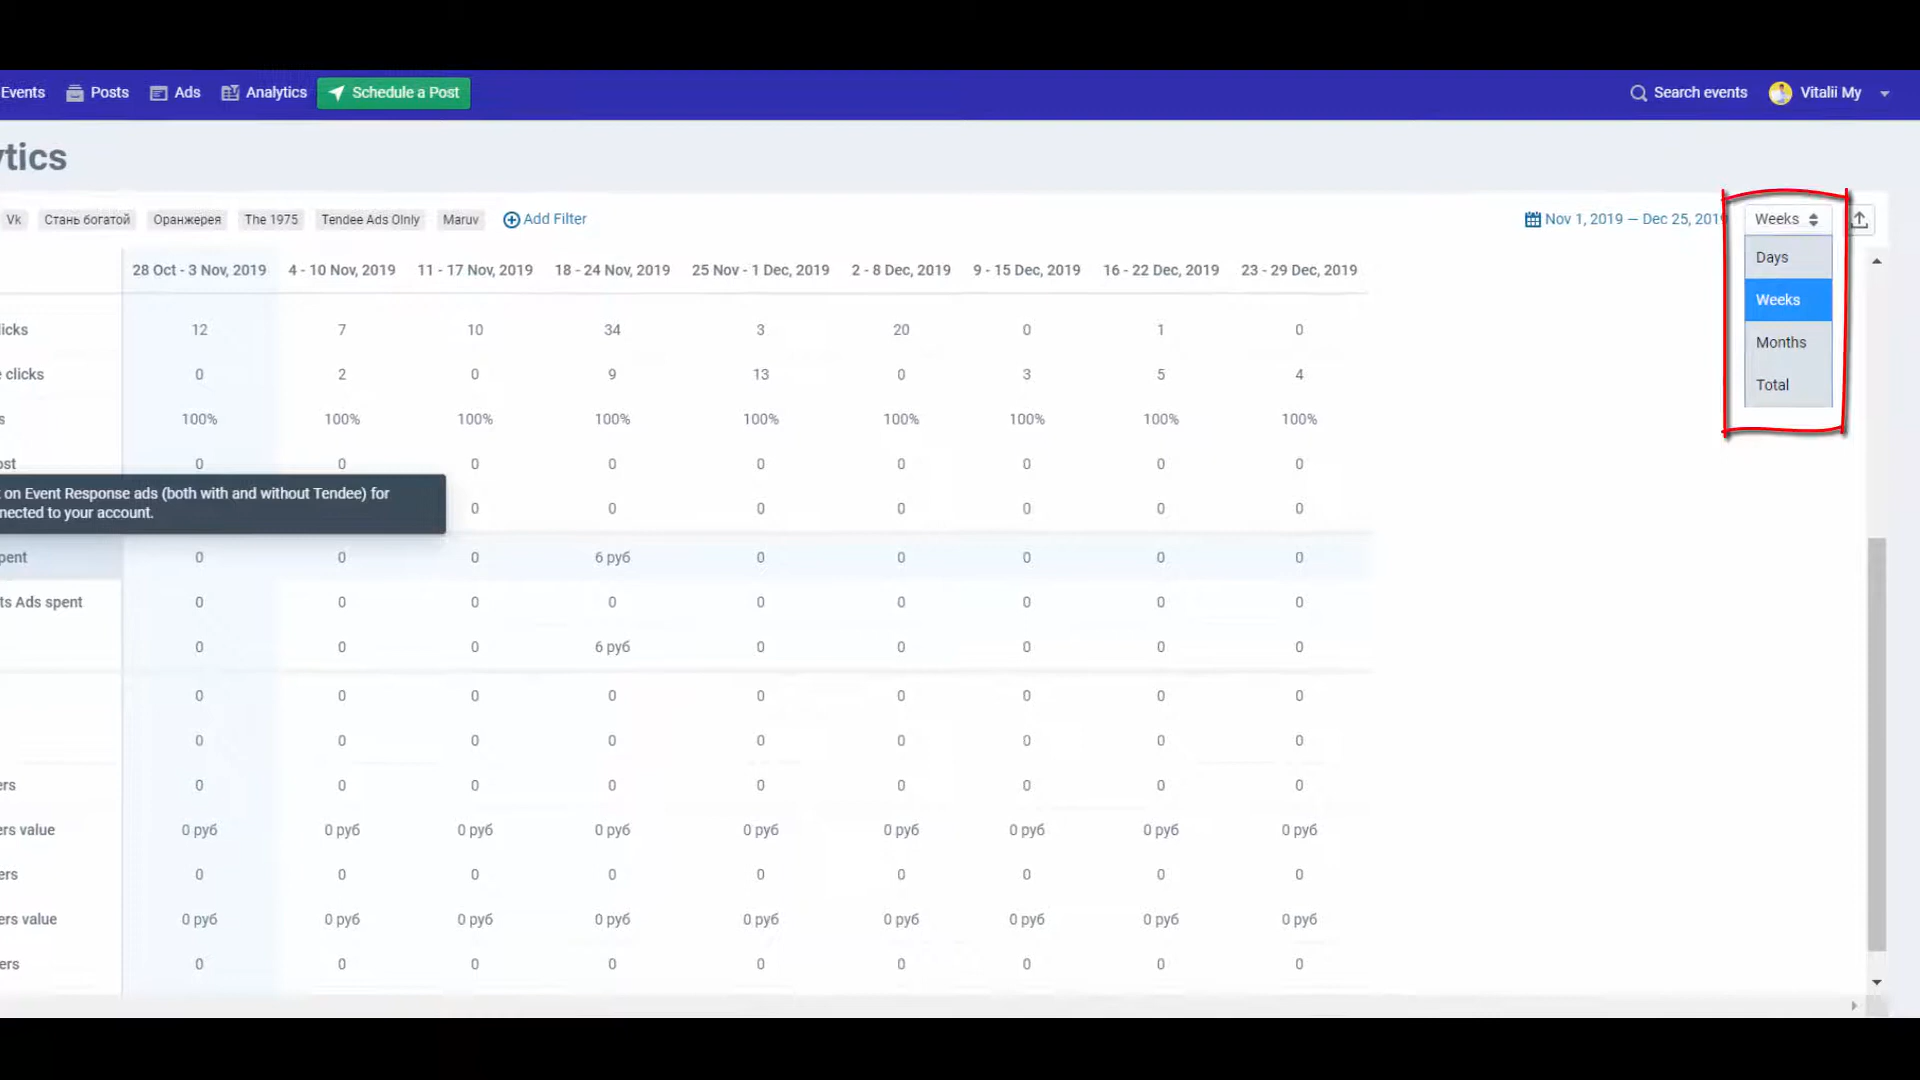 Events Posts Ads Analytics Schedule a Post Search events Vitalii My
ytics
Vk Стань богатой Оранжерея The 1975 Tendee Ads Olnly Maruv Add Filter Nov 1, 2019 — Dec 25, 2019 Weeks
Days
Weeks
Months
Total
28 Oct - 3 Nov, 2019 4 - 10 Nov, 2019 11 - 17 Nov, 2019 18 - 24 Nov, 2019 25 Nov - 1 Dec, 2019 2 - 8 Dec, 2019 9 - 15 Dec, 2019 16 - 22 Dec, 2019 23 - 29 Dec, 2019
licks 12 7 10 34 3 20 0 1 0
e clicks 0 2 0 9 13 0 3 5 4
s 100% 100% 100% 100% 100% 100% 100% 100% 100%
ost 0 0 0 0 0 0 0 0 0
on Event Response ads (both with and without Tendee) for
nected to your account.
0 0 0 0 0 0 0
pent 0 0 0 6 руб 0 0 0 0 0
ts Ads spent 0 0 0 0 0 0 0 0 0
0 0 0 6 руб 0 0 0 0 0
0 0 0 0 0 0 0 0 0
0 0 0 0 0 0 0 0 0
ers 0 0 0 0 0 0 0 0 0
ers value 0 руб 0 руб 0 руб 0 руб 0 руб 0 руб 0 руб 0 руб 0 руб
ers 0 0 0 0 0 0 0 0 0
ers value 0 руб 0 руб 0 руб 0 руб 0 руб 0 руб 0 руб 0 руб 0 руб
ers 0 0 0 0 0 0 0 0 0